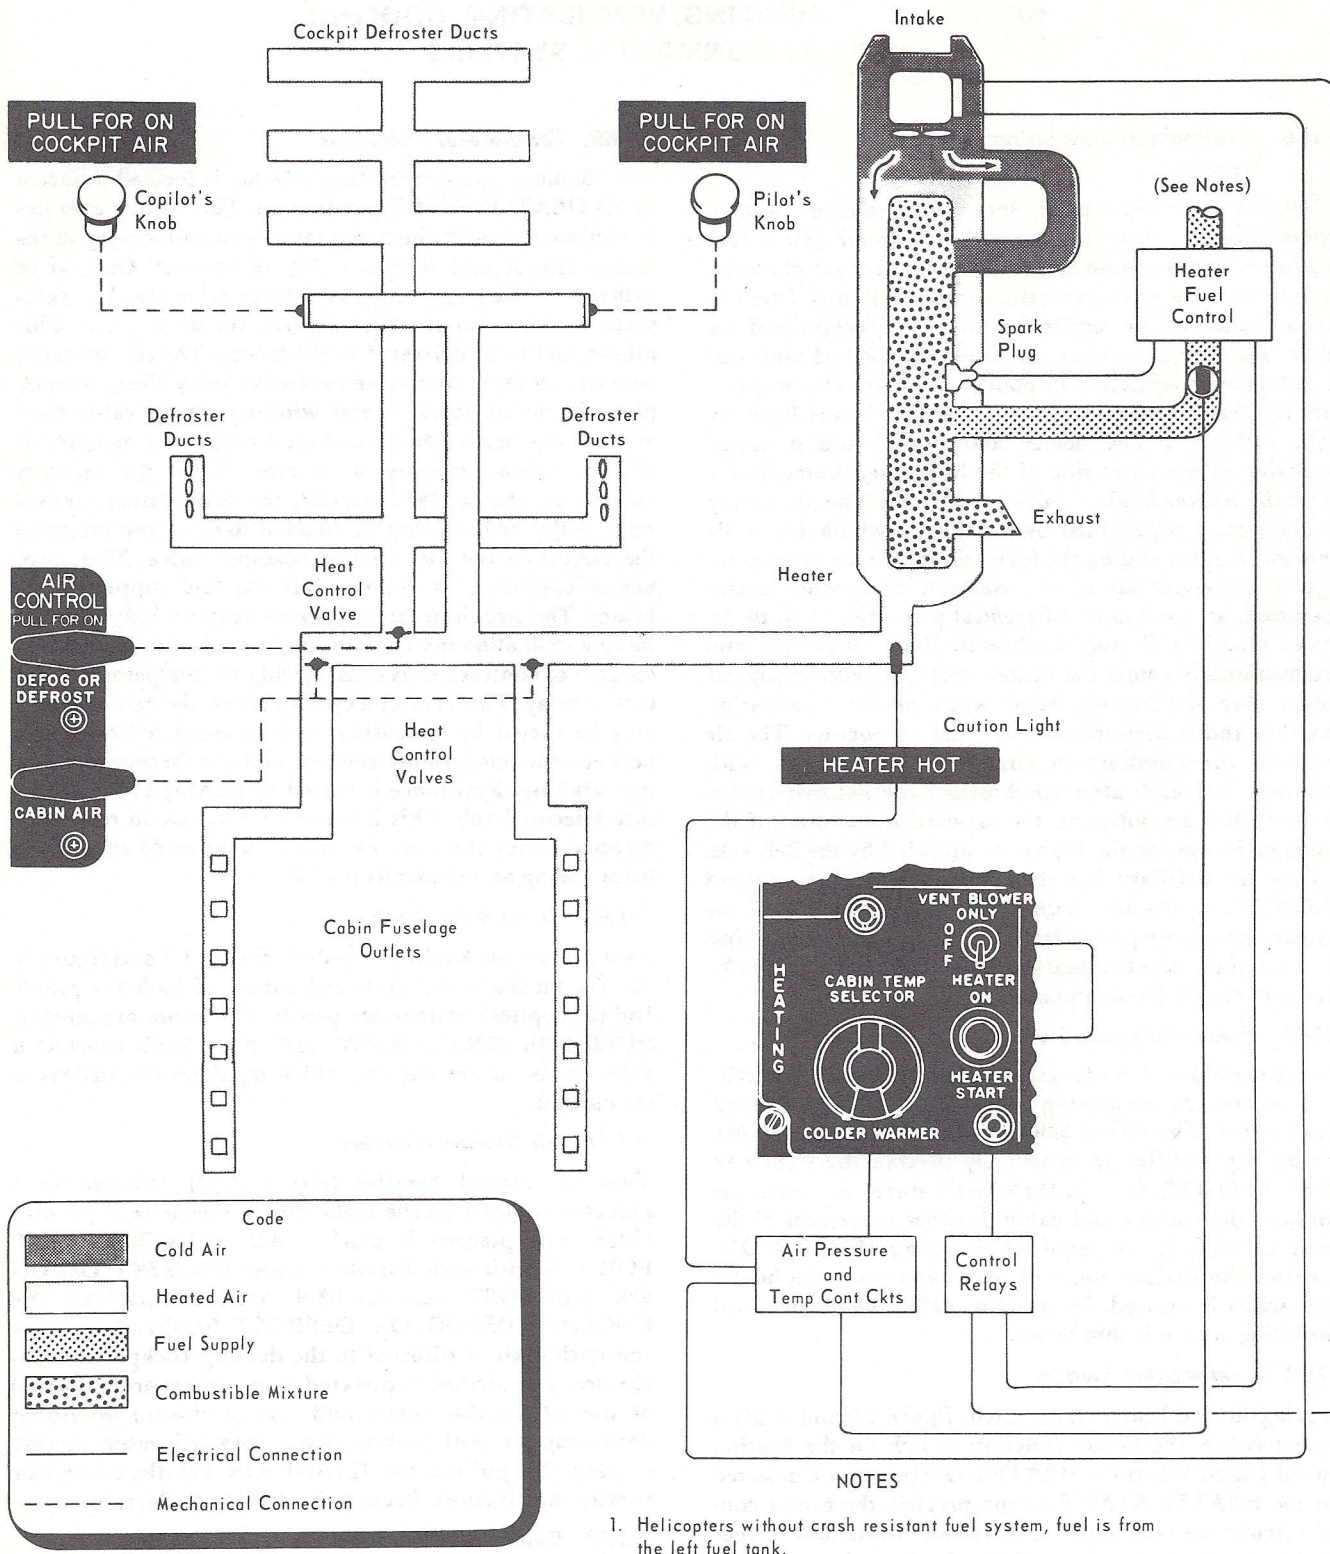 Cockpit Defroster Ducts
Intake
PULL FOR ON
COCKPIT AIR
PULL FOR ON
COCKPIT AIR
Copilot's
Knob
Pilot's
Knob
(See Notes)
Heater
Fuel
Control
Spark
Plug
Defroster
Ducts
Defroster
Ducts
Exhaust
Heater
Heat
Control
Valve
AIR
CONTROL
PULL FOR ON
DEFOG OR
DEFROST
CABIN AIR
Heat
Control
Valves
Caution Light
HEATER HOT
Cabin Fuselage
Outlets
HEATING
VENT BLOWER
ONLY
OFF
CABIN TEMP
SELECTOR
HEATER
ON
HEATER
START
COLDER WARMER
Air Pressure
and
Temp Cont Ckts
Control
Relays
Code
Cold Air
Heated Air
Fuel Supply
Combustible Mixture
Electrical Connection
Mechanical Connection
NOTES
1. Helicopters without crash resistant fuel system, fuel is from
the left fuel tank.